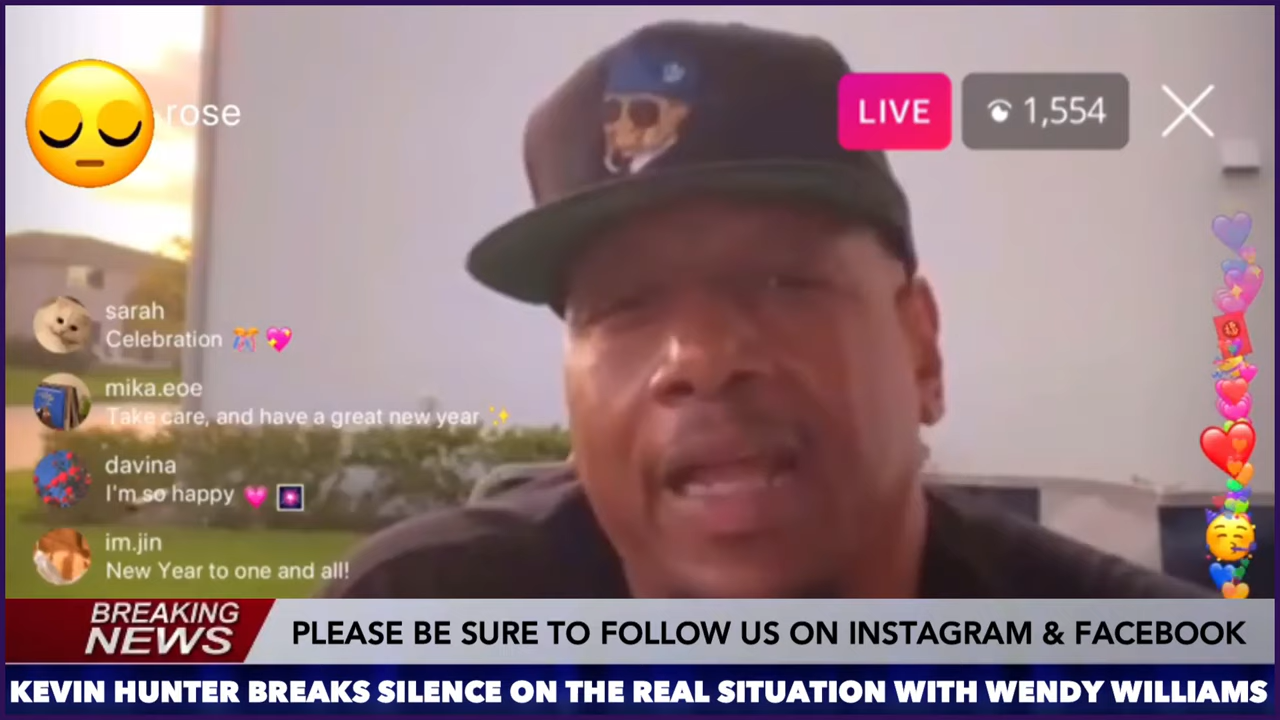 rose
LIVE
1,554
sarah
Celebration 🎊 💖
mika.eoe
Take care, and have a great new year ✨
davina
I'm so happy 💗 🎆
im.jin
New Year to one and all!
BREAKING
NEWS
PLEASE BE SURE TO FOLLOW US ON INSTAGRAM & FACEBOOK
KEVIN HUNTER BREAKS SILENCE ON THE REAL SITUATION WITH WENDY WILLIAMS